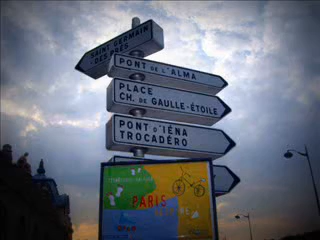 SAINT GERMAIN
DES PRÉS
PONT DE L'ALMA
PLACE
CH. DE GAULLE-ÉTOILE
PONT D'IÉNA
TROCADÉRO
PARIS